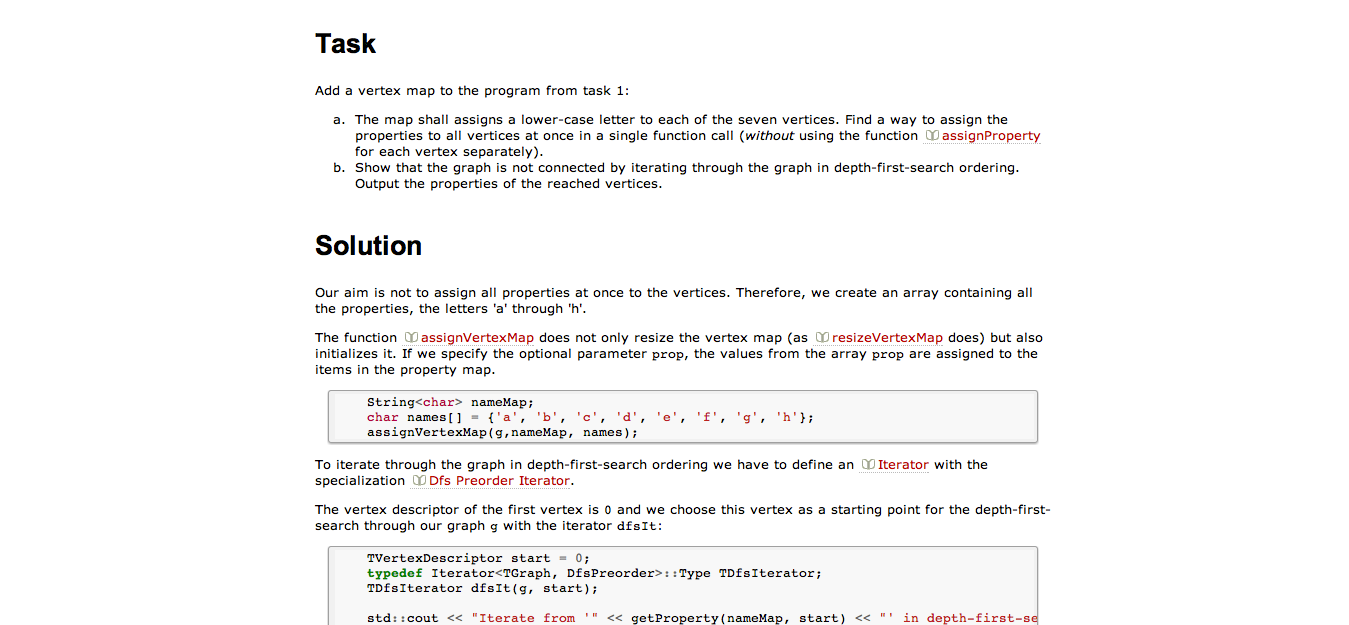 Task
Add a vertex map to the program from task 1:
a. The map shall assigns a lower-case letter to each of the seven vertices. Find a way to assign the
properties to all vertices at once in a single function call (without using the function assignProperty
for each vertex separately).
b. Show that the graph is not connected by iterating through the graph in depth-first-search ordering.
Output the properties of the reached vertices.
Solution
Our aim is not to assign all properties at once to the vertices. Therefore, we create an array containing all
the properties, the letters 'a' through 'h'.
The function assignVertexMap does not only resize the vertex map (as resizeVertexMap does) but also
initializes it. If we specify the optional parameter prop, the values from the array prop are assigned to the
items in the property map.
String<char> nameMap;
char names[] = {'a', 'b', 'c', 'd', 'e', 'f', 'g', 'h'};
assignVertexMap(g,nameMap, names);
To iterate through the graph in depth-first-search ordering we have to define an Iterator with the
specialization Dfs Preorder Iterator.
The vertex descriptor of the first vertex is 0 and we choose this vertex as a starting point for the depth-first-
search through our graph g with the iterator dfsIt:
TVertexDescriptor start = 0;
typedef Iterator<TGraph, DfsPreorder>::Type TDfsIterator;
TDfsIterator dfsIt(g, start);
std::cout << "Iterate from '" << getProperty(nameMap, start) << "' in depth-first-se